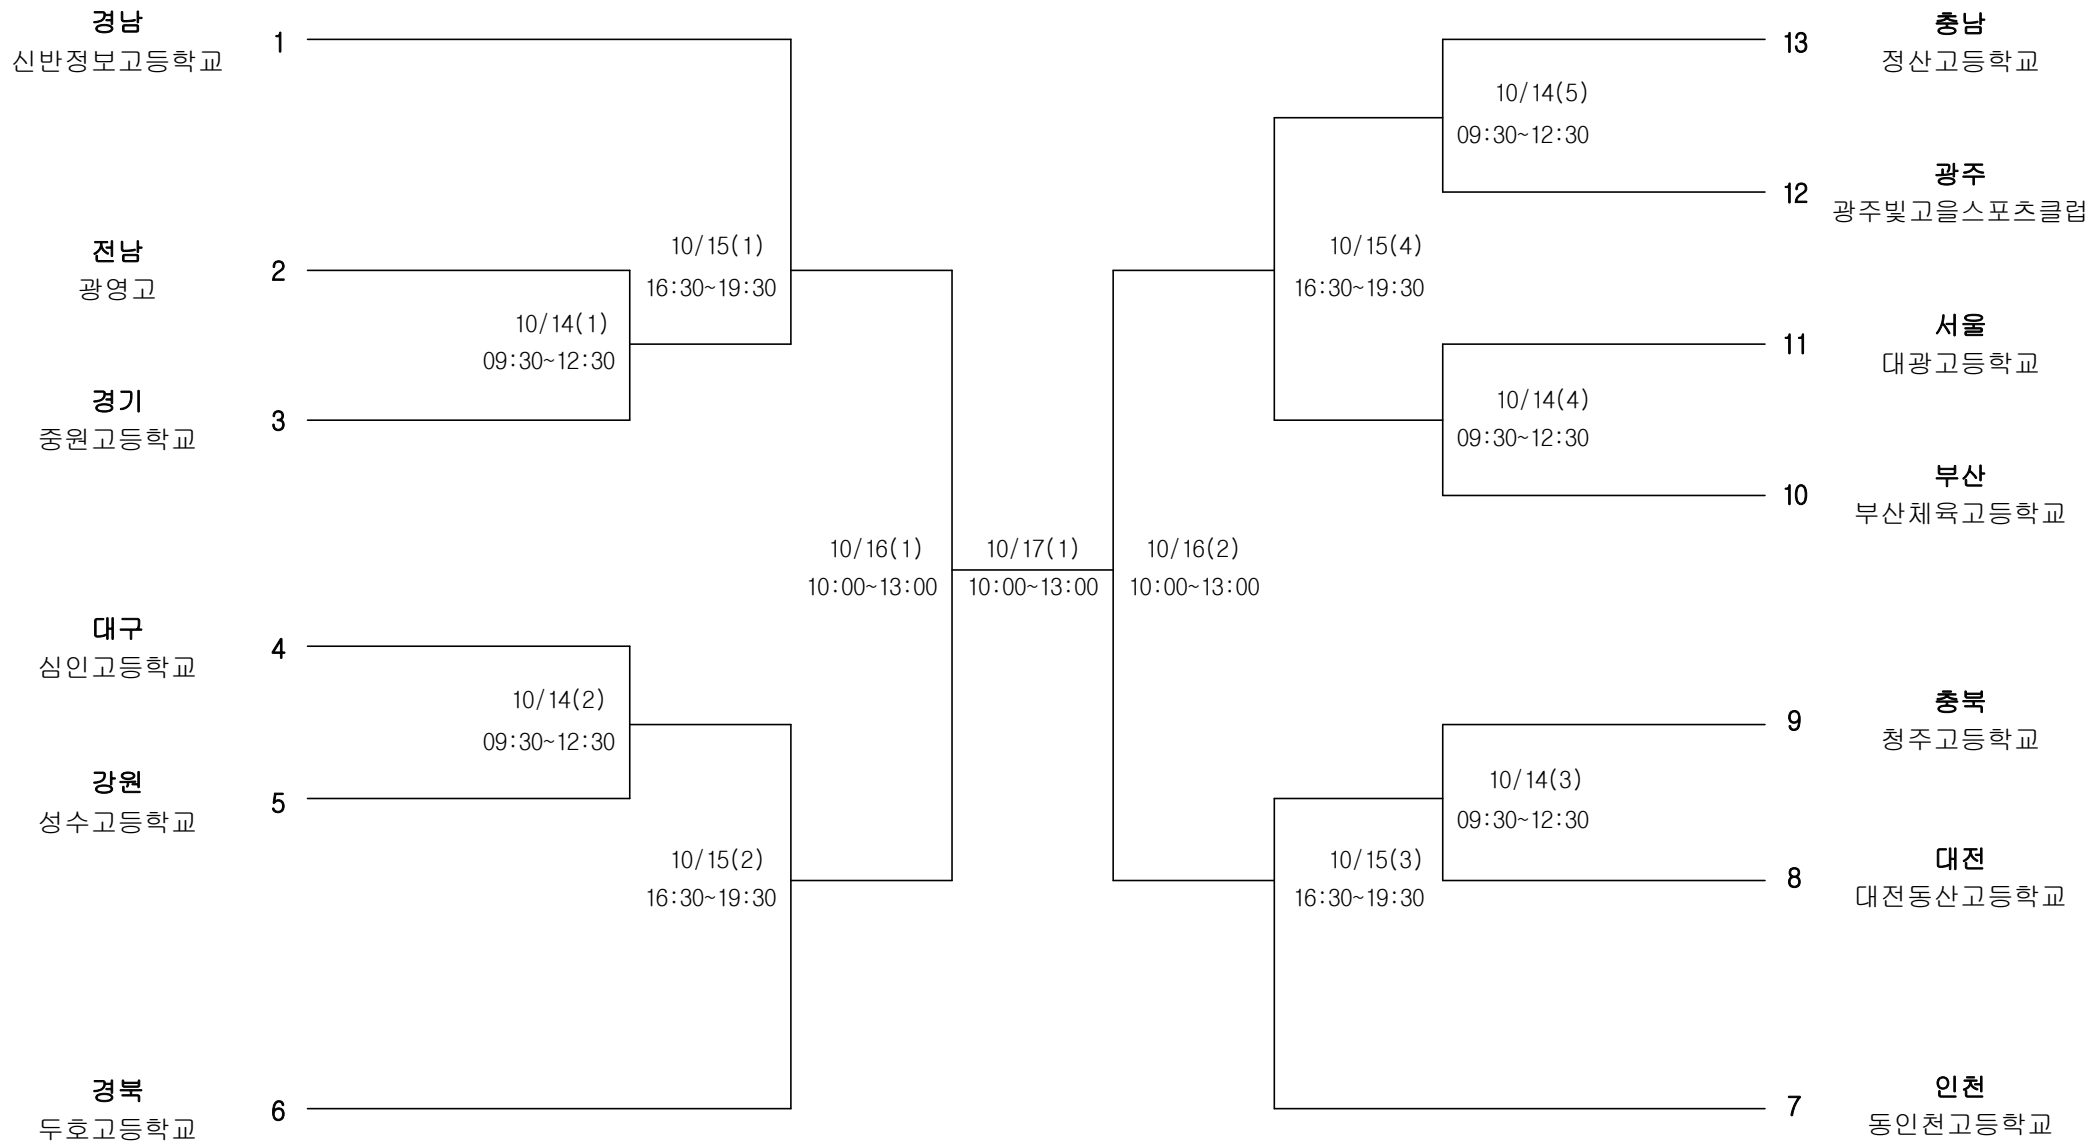 경남
신반정보고등학교
1
전남
광영고
2
10/15(1)
16:30~19:30
10/14(1)
09:30~12:30
경기
중원고등학교
3
대구
심인고등학교
4
10/14(2)
09:30~12:30
강원
성수고등학교
5
10/15(2)
16:30~19:30
경북
두호고등학교
6
10/16(1)
10:00~13:00
10/17(1)
10:00~13:00
10/16(2)
10:00~13:00
13
충남
정산고등학교
10/14(5)
09:30~12:30
12
광주
광주빛고을스포츠클럽
10/15(4)
16:30~19:30
11
서울
대광고등학교
10/14(4)
09:30~12:30
10
부산
부산체육고등학교
9
충북
청주고등학교
10/14(3)
09:30~12:30
10/15(3)
16:30~19:30
8
대전
대전동산고등학교
7
인천
동인천고등학교